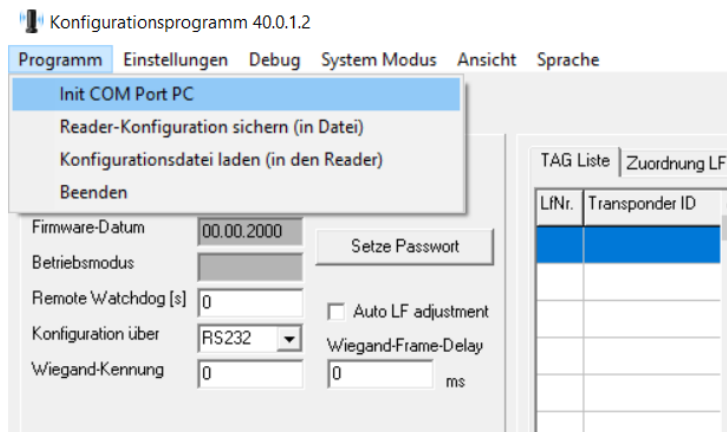 Konfigurationsprogramm 40.0.1.2
Programm Einstellungen Debug System Modus Ansicht Sprache
Init COM Port PC
Reader-Konfiguration sichern (in Datei)
Konfigurationsdatei laden (in den Reader)
Beenden
Firmware-Datum 00.00.2000
Setze Passwort
Betriebsmodus
Remote Watchdog [s] 0
Auto LF adjustment
Konfiguration über RS232
Wiegand-Frame-Delay
Wiegand-Kennung 0
0 ms
TAG Liste Zuordnung LF
LfNr. Transponder ID